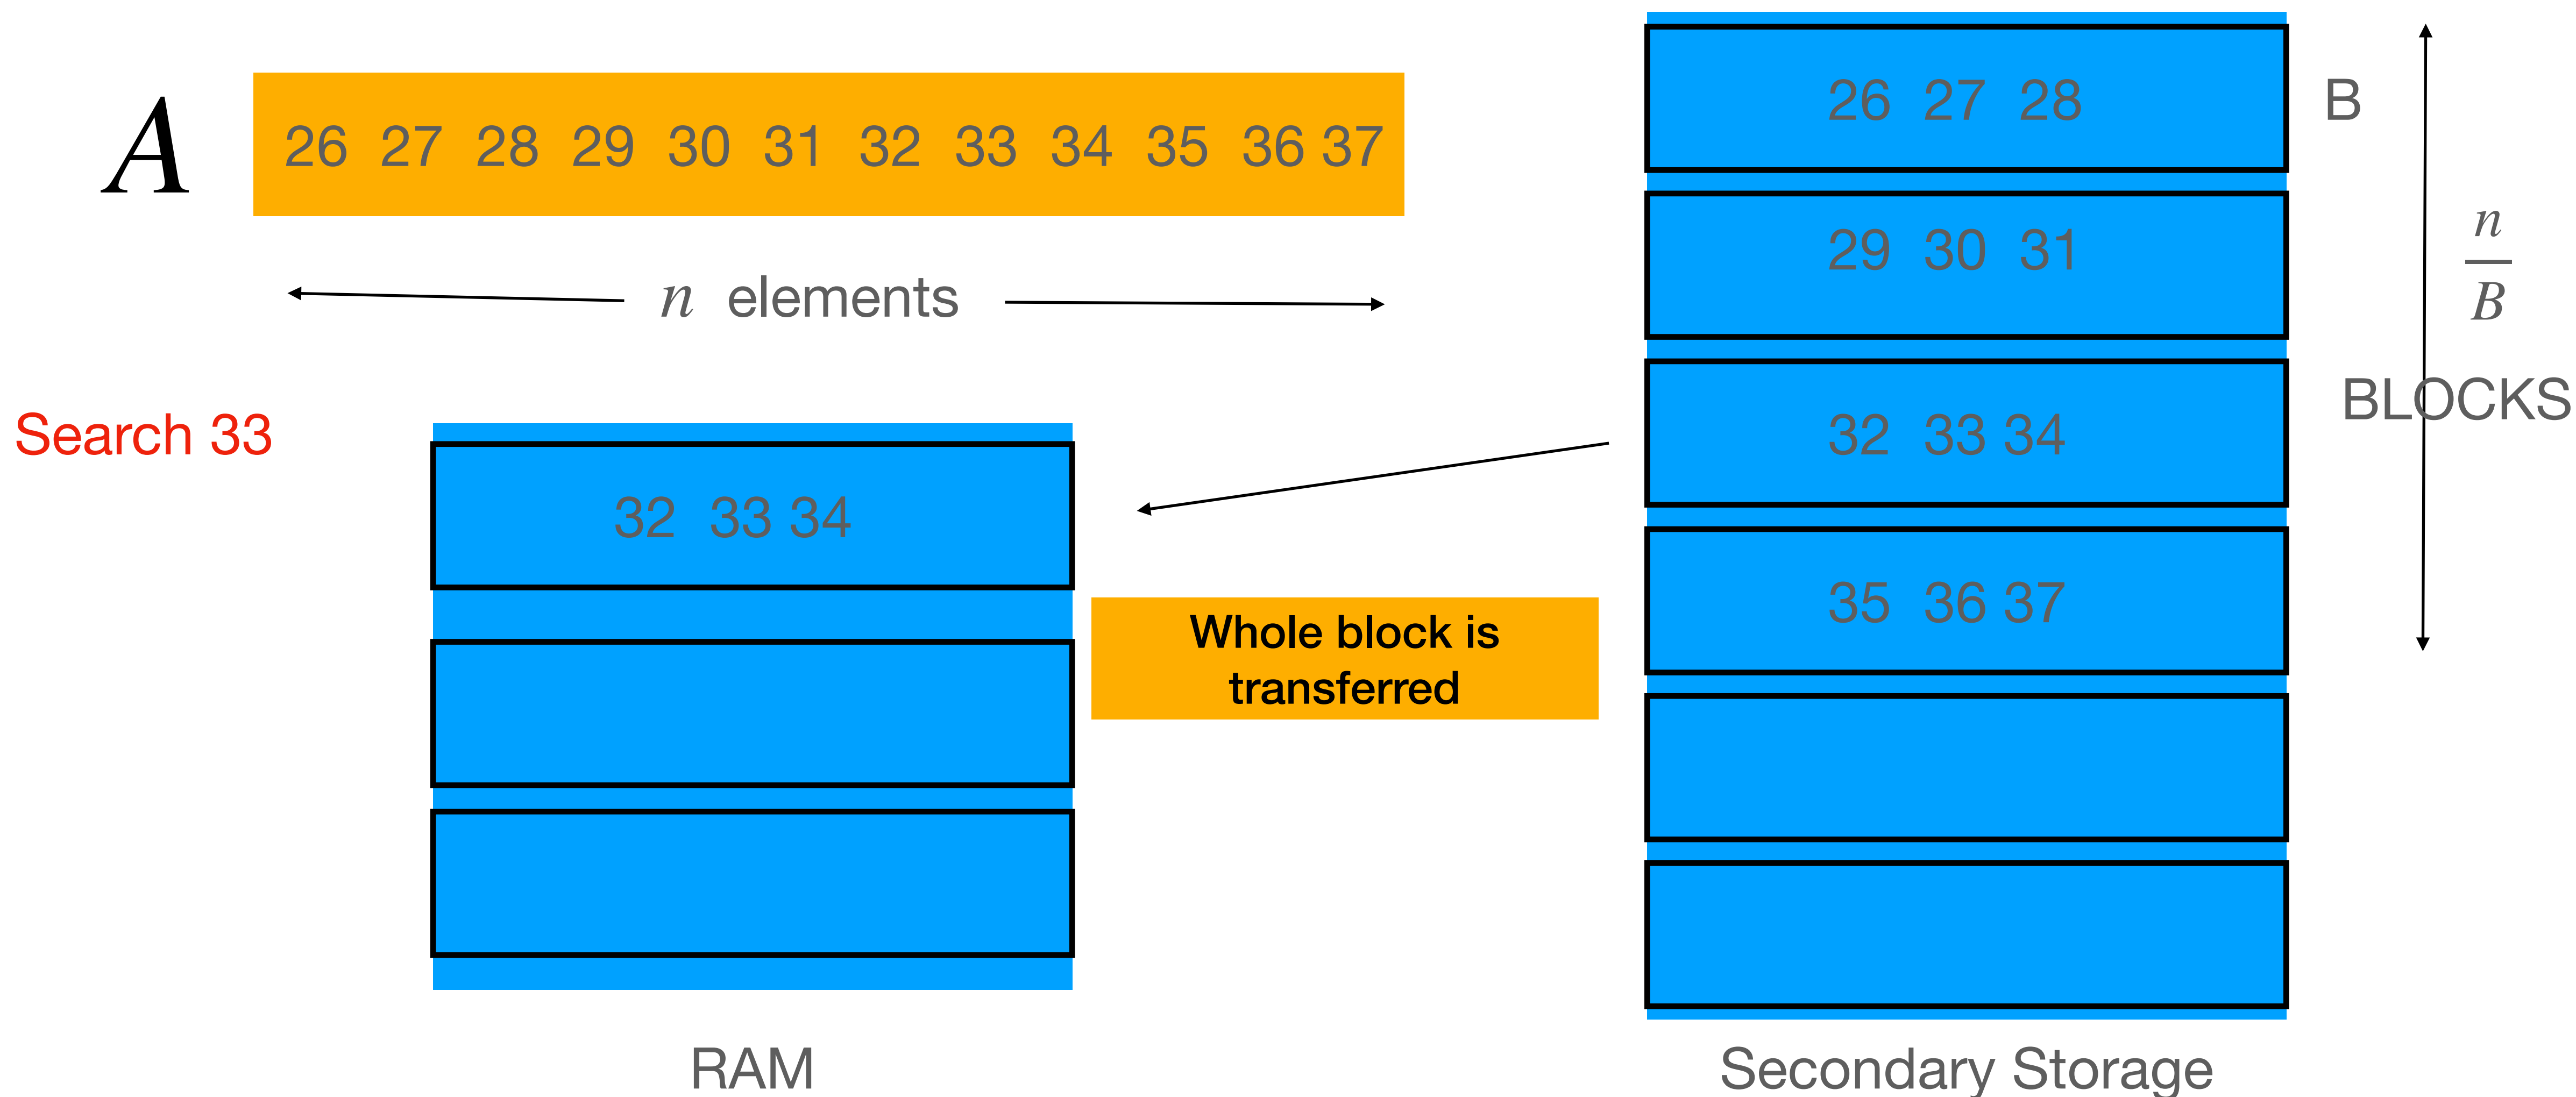 A
26 27 28 29 30 31 32 33 34 35 36 37
n elements
Search 33
32 33 34
RAM
Whole block is
transferred
26 27 28
29 30 31
32 33 34
35 36 37
Secondary Storage
B
n
B
BLOCKS